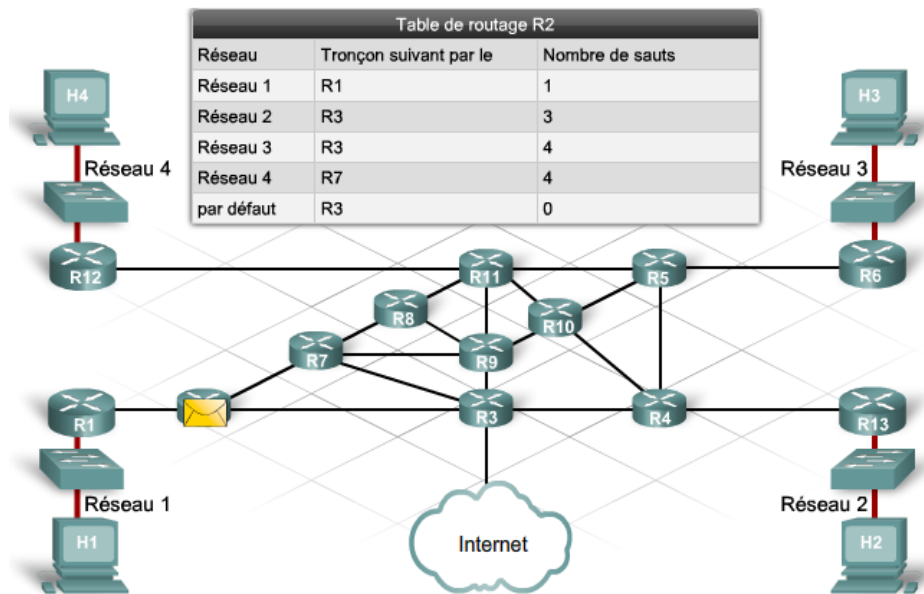 Table de routage R2
Réseau Tronçon suivant par le Nombre de sauts
Réseau 1 R1 1
Réseau 2 R3 3
Réseau 3 R3 4
Réseau 4 R7 4
par défaut R3 0
H4
H3
Réseau 4
Réseau 3
R12
R11
R5
R6
R8
R10
R7
R9
R1
R3
R4
R13
Réseau 1
Réseau 2
H1
Internet
H2